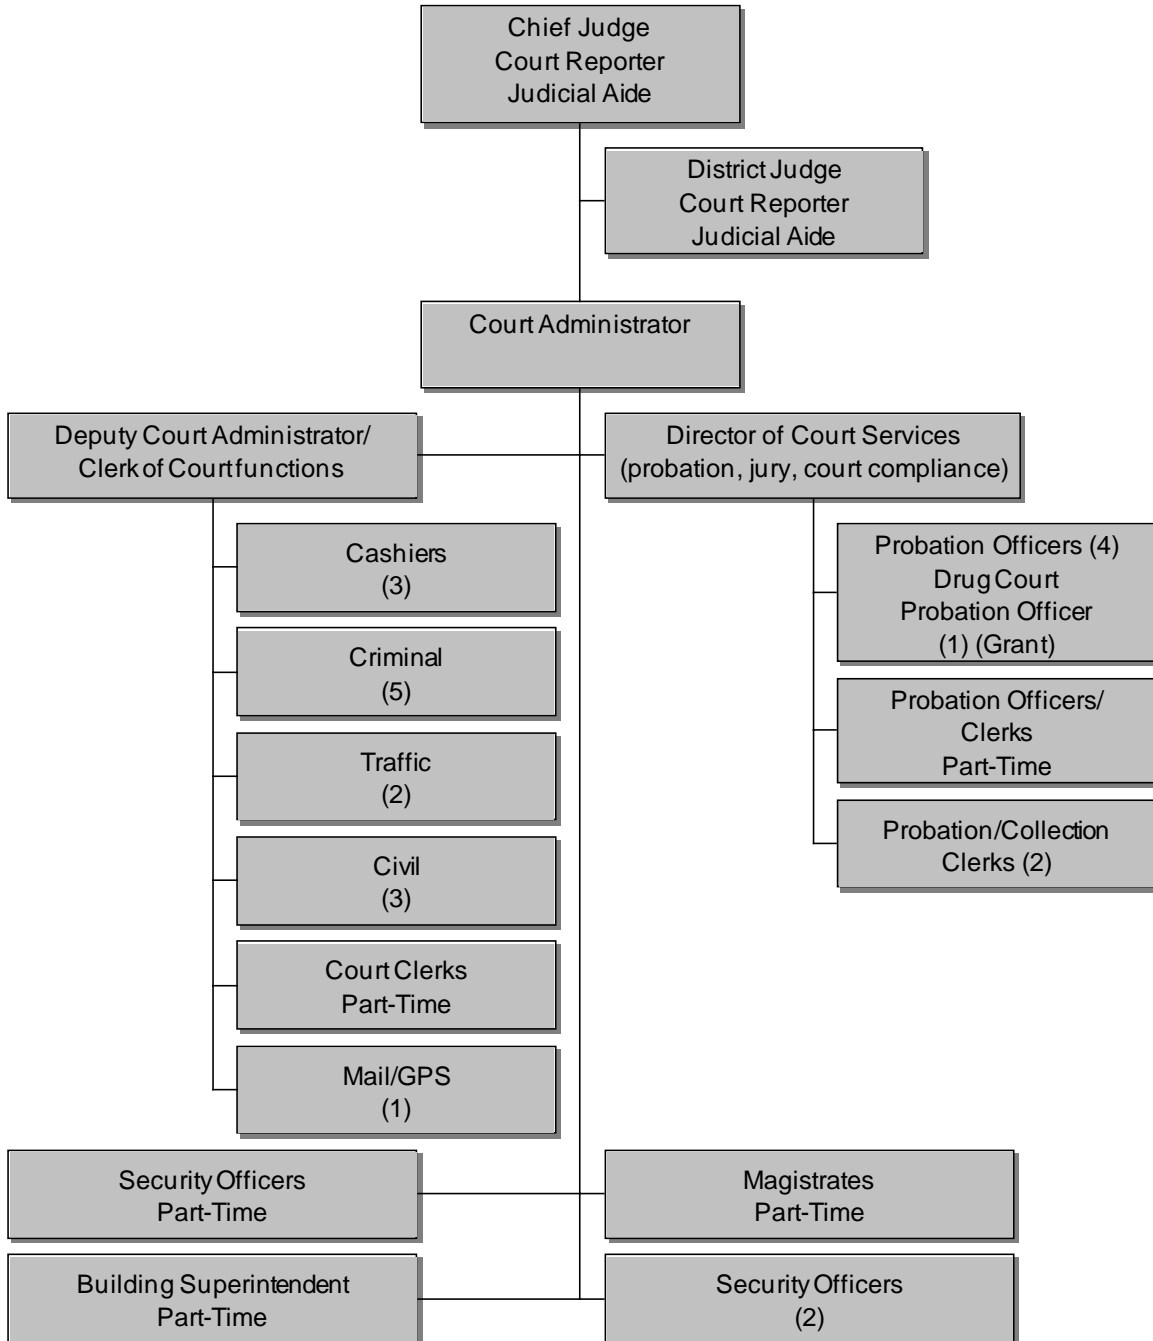 Chief Judge
Court Reporter
Judicial Aide
District Judge
Court Reporter
Judicial Aide
Court Administrator
Deputy Court Administrator/
Clerk of Court functions
Director of Court Services
(probation, jury, court compliance)
Cashiers
(3)
Criminal
(5)
Traffic
(2)
Civil
(3)
Court Clerks
Part-Time
Mail/GPS
(1)
Probation Officers (4)
Drug Court
Probation Officer
(1) (Grant)
Probation Officers/
Clerks
Part-Time
Probation/Collection
Clerks (2)
Security Officers
Part-Time
Magistrates
Part-Time
Building Superintendent
Part-Time
Security Officers
(2)